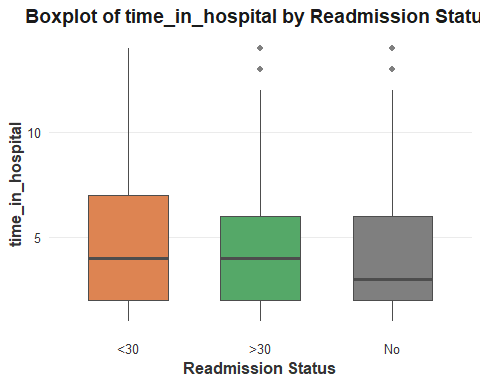 Boxplot of time_in_hospital by Readmission Statu
time_in_hospital
10
5
<30
>30
No
Readmission Status